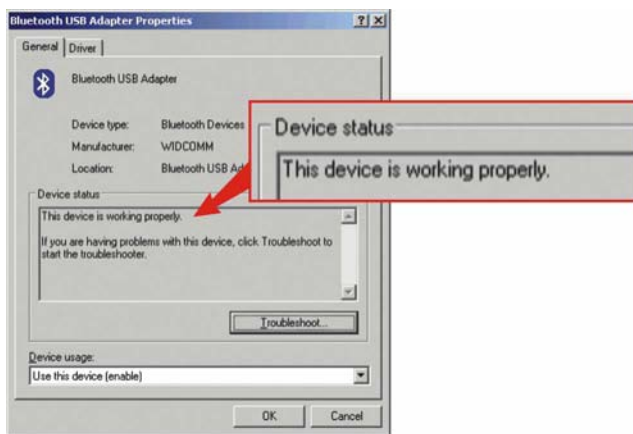 Bluetooth USB Adapter Properties
General Driver
Bluetooth USB Adapter
Device type: Bluetooth Devices
Manufacturer: WIDCOMM
Location: Bluetooth USB
Device status
This device is working properly.
If you are having problems with this device, click Troubleshoot to
start the troubleshooter.
Troubleshoot...
Device usage:
Use this device (enable)
OK Cancel
Device status
This device is working properly.